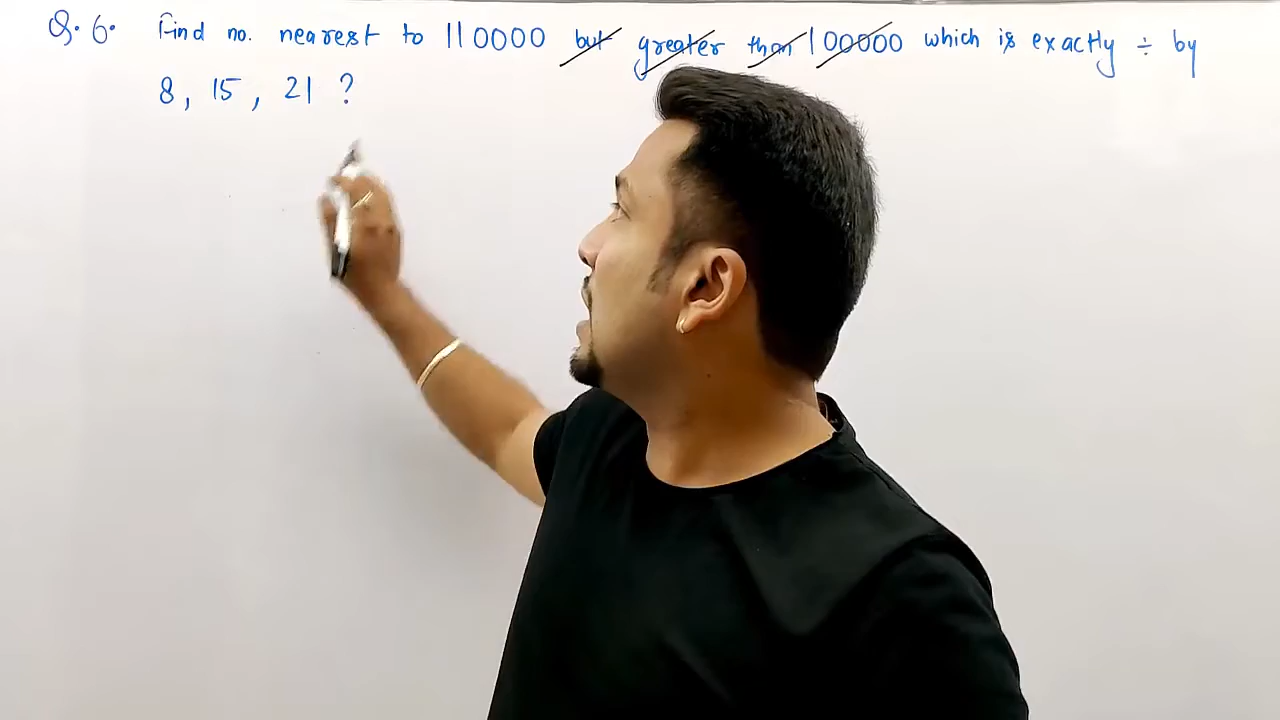 Q.6. Find no. nearest to 110000 but greater than 100000 which is exactly ÷ by
8, 15, 21 ?